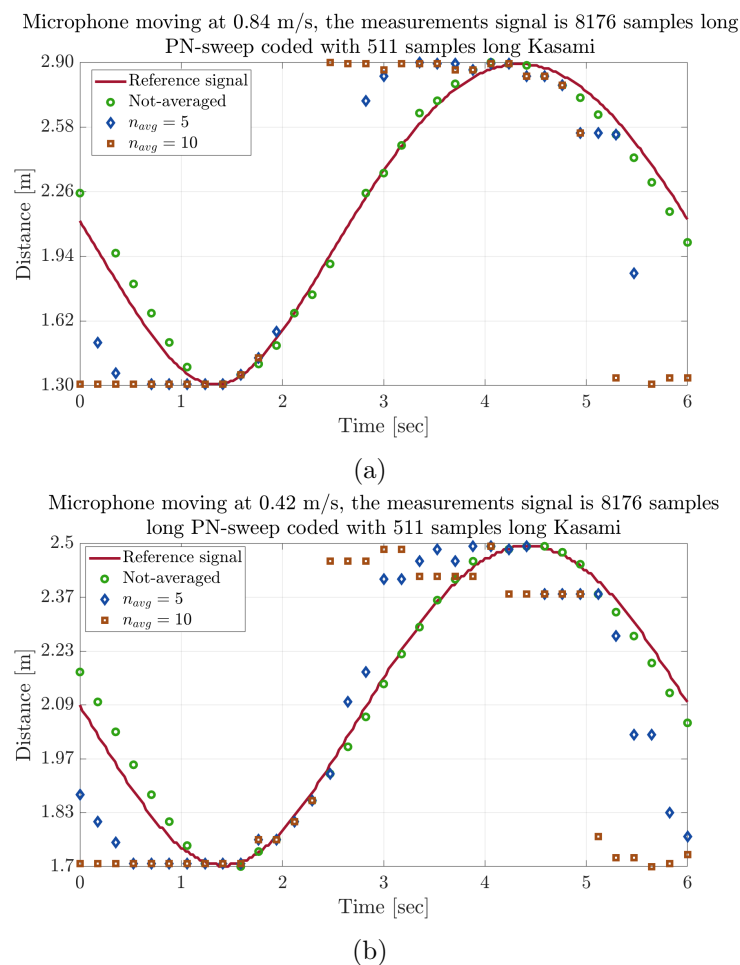 Microphone moving at 0.84 m/s, the measurements signal is 8176 samples long
PN-sweep coded with 511 samples long Kasami
2.90
2.58
2.26
1.94
1.62
1.30
Distance [m]
Reference signal
Not-averaged
n_avg = 5
n_avg = 10
0 1 2 3 4 5 6
Time [sec]
(a)
Microphone moving at 0.42 m/s, the measurements signal is 8176 samples
long PN-sweep coded with 511 samples long Kasami
2.5
2.37
2.23
2.09
1.97
1.83
1.7
Distance [m]
Reference signal
Not-averaged
n_avg = 5
n_avg = 10
0 1 2 3 4 5 6
Time [sec]
(b)